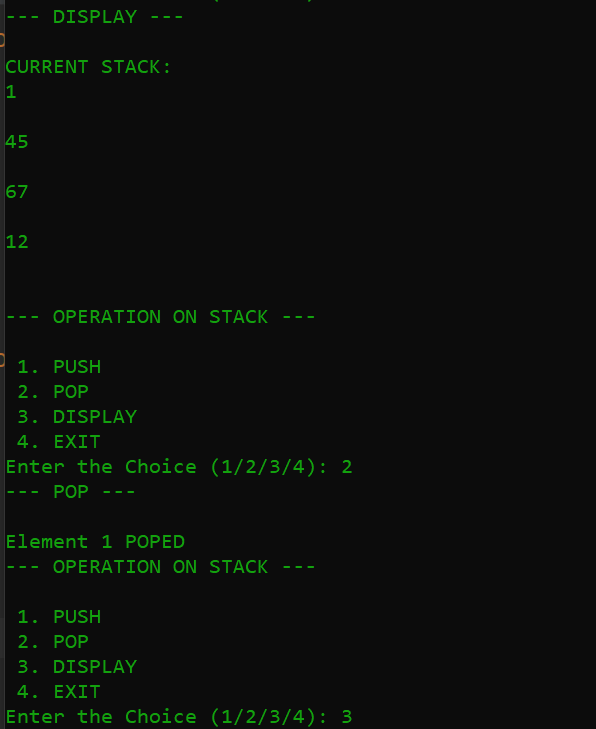 --- DISPLAY ---
CURRENT STACK:
1
45
67
12
--- OPERATION ON STACK ---
1. PUSH
2. POP
3. DISPLAY
4. EXIT
Enter the Choice (1/2/3/4): 2
--- POP ---
Element 1 POPED
--- OPERATION ON STACK ---
1. PUSH
2. POP
3. DISPLAY
4. EXIT
Enter the Choice (1/2/3/4): 3